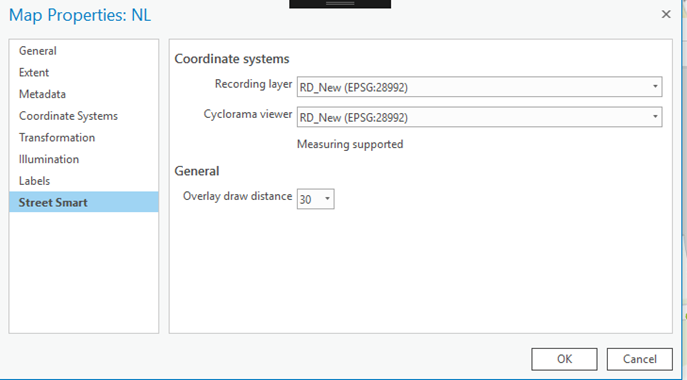 Map Properties: NL
General
Extent
Metadata
Coordinate Systems
Transformation
Illumination
Labels
Street Smart
Coordinate systems
Recording layer RD_New (EPSG:28992)
Cyclorama viewer RD_New (EPSG:28992)
Measuring supported
General
Overlay draw distance 30
OK Cancel